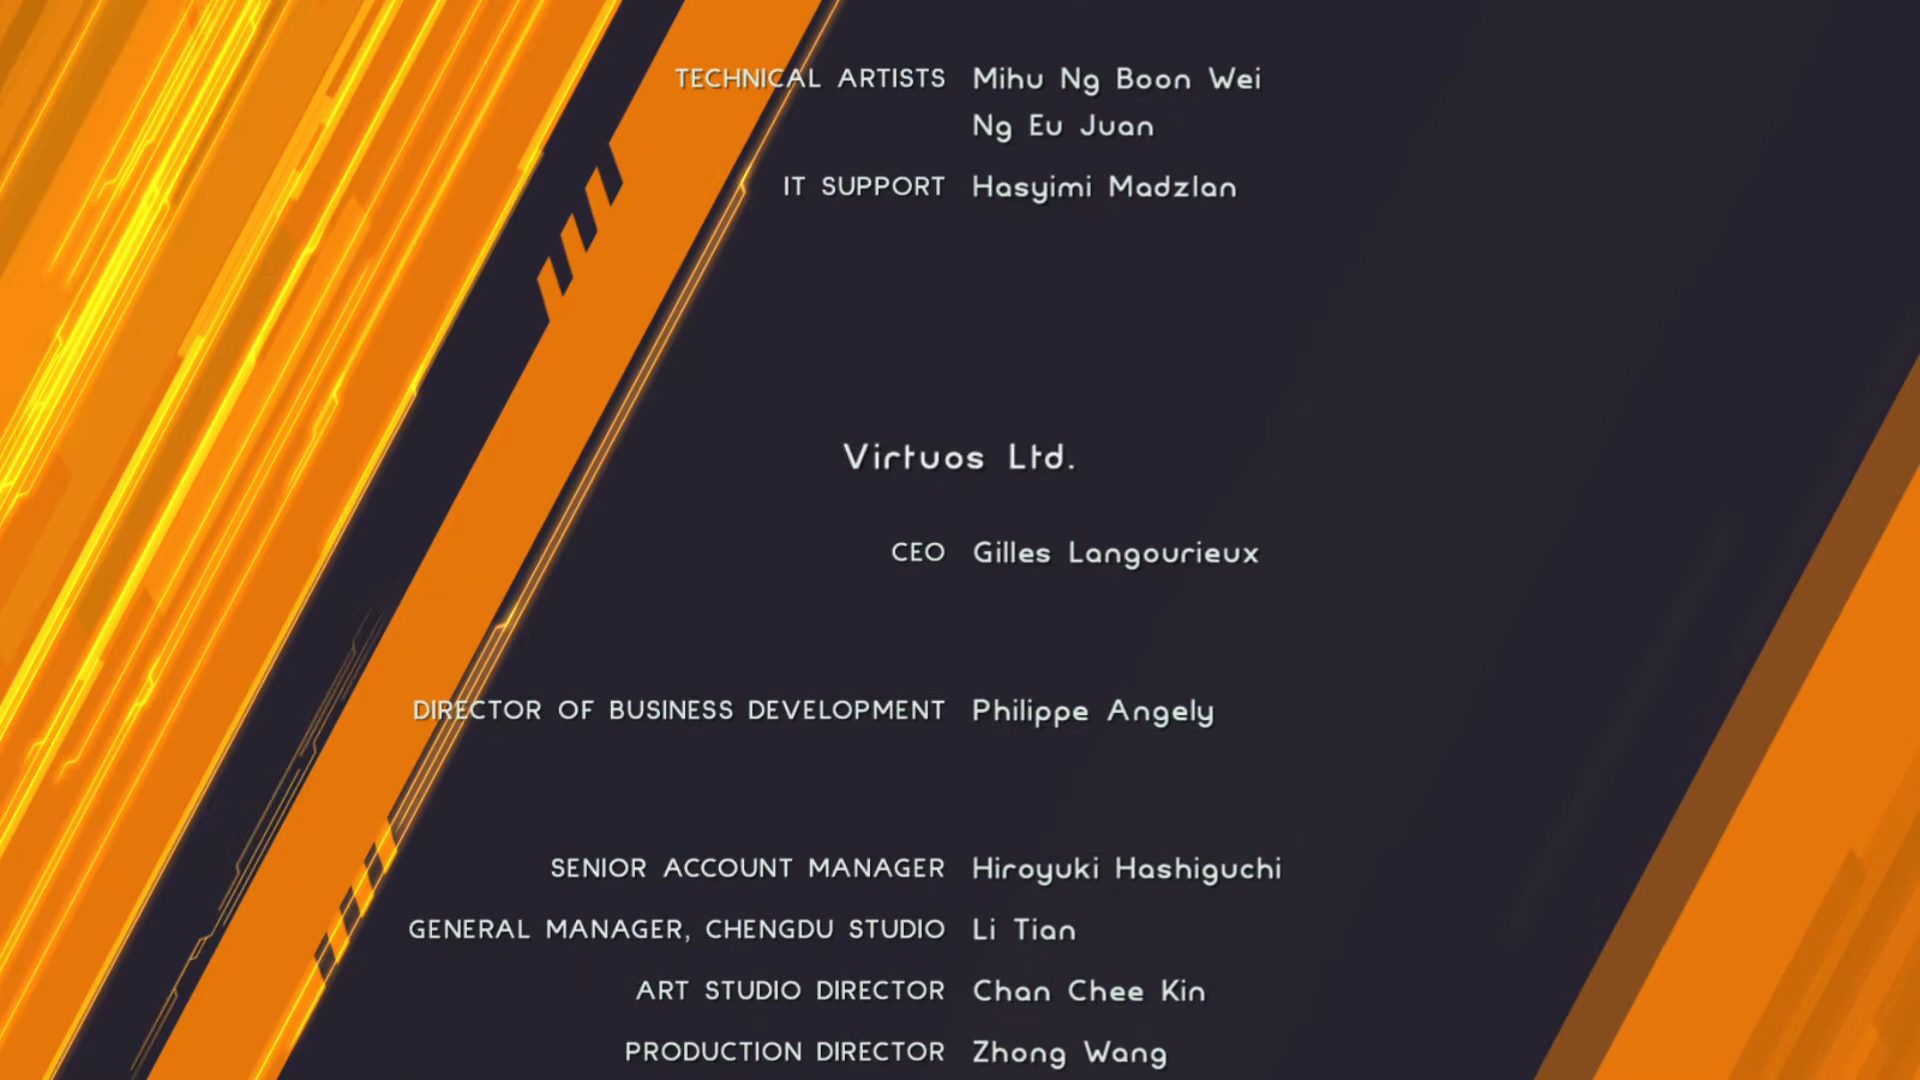 TECHNICAL ARTISTS Mihu Ng Boon Wei
Ng Eu Juan
IT SUPPORT Hasyimi Madzlan
Virtuos Ltd.
CEO Gilles Langourieux
DIRECTOR OF BUSINESS DEVELOPMENT Philippe Angely
SENIOR ACCOUNT MANAGER Hiroyuki Hashiguchi
GENERAL MANAGER, CHENGDU STUDIO Li Tian
ART STUDIO DIRECTOR Chan Chee Kin
PRODUCTION DIRECTOR Zhong Wang